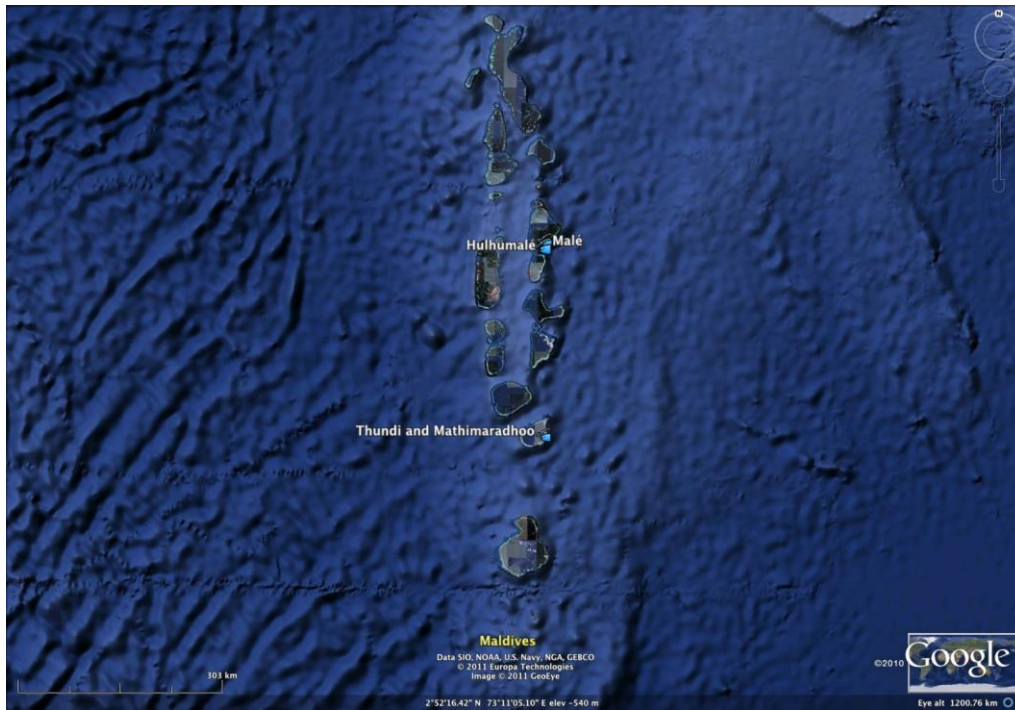 N
Hulhumalé
Malé
Thundi and Mathimaradhoo
Maldives
Data SIO, NOAA, U.S. Navy, NGA, GEBCO
© 2011 Europa Technologies
Image © 2011 GeoEye
©2010 Google
303 km
2°52'16.42" N 73°11'05.10" E elev -540 m
Eye alt 1200.76 km